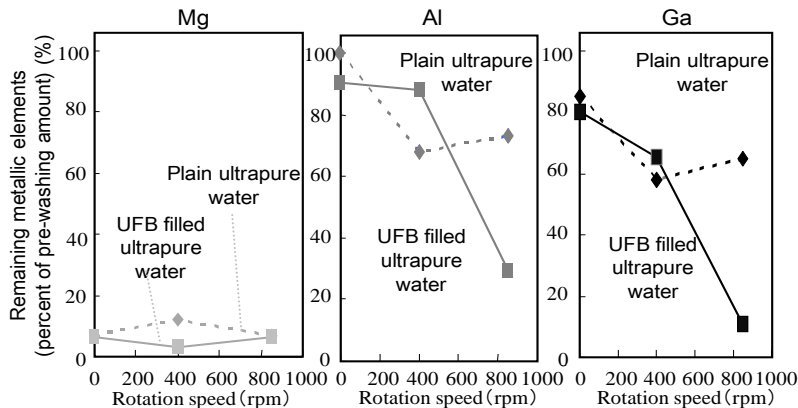 Mg
Al
Ga
Remaining metallic elements
(percent of pre-washing amount) (%)
100
80
60
40
20
0
Plain ultrapure
water
UFB filled
ultrapure
water
0 200 400 600 800 1000
Rotation speed(rpm)
100
80
60
40
20
0
Plain ultrapure
water
UFB filled
ultrapure
water
0 200 400 600 800 1000
Rotation speed(rpm)
100
80
60
40
20
0
Plain ultrapure
water
UFB filled
ultrapure
water
0 200 400 600 800 1000
Rotation speed(rpm)